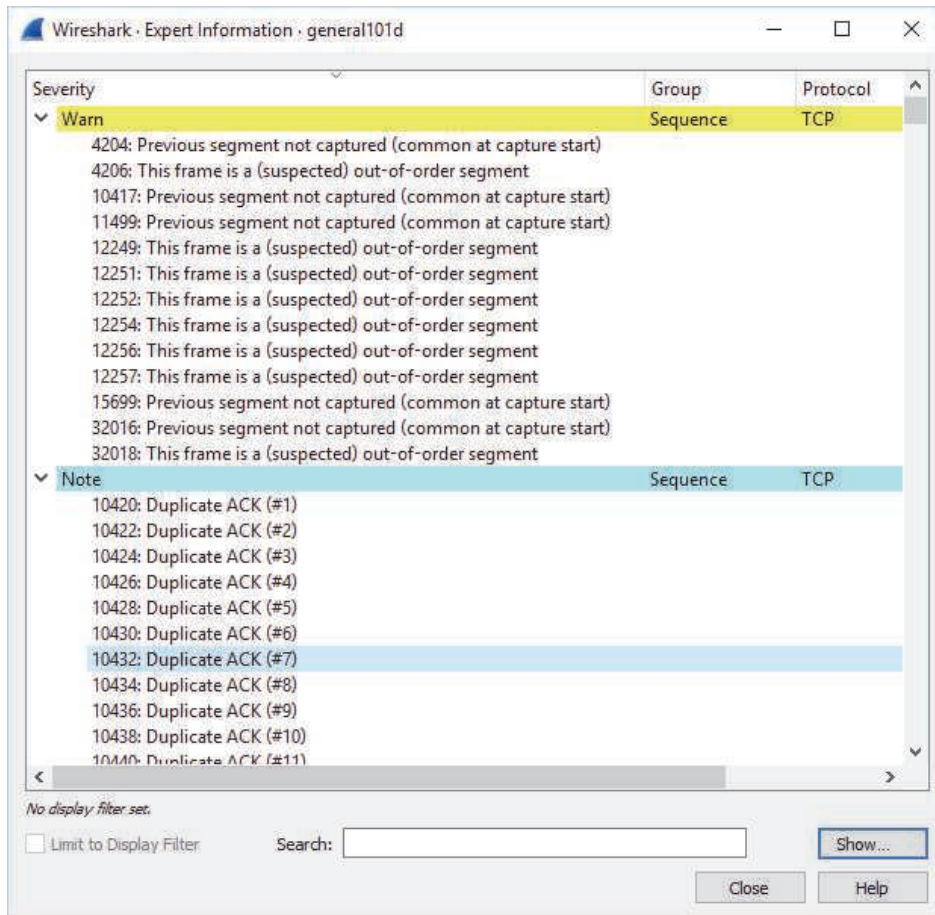 Wireshark · Expert Information · general101d
Severity Group Protocol
Warn Sequence TCP
4204: Previous segment not captured (common at capture start)
4206: This frame is a (suspected) out-of-order segment
10417: Previous segment not captured (common at capture start)
11499: Previous segment not captured (common at capture start)
12249: This frame is a (suspected) out-of-order segment
12251: This frame is a (suspected) out-of-order segment
12252: This frame is a (suspected) out-of-order segment
12254: This frame is a (suspected) out-of-order segment
12256: This frame is a (suspected) out-of-order segment
12257: This frame is a (suspected) out-of-order segment
15699: Previous segment not captured (common at capture start)
32016: Previous segment not captured (common at capture start)
32018: This frame is a (suspected) out-of-order segment
Note Sequence TCP
10420: Duplicate ACK (#1)
10422: Duplicate ACK (#2)
10424: Duplicate ACK (#3)
10426: Duplicate ACK (#4)
10428: Duplicate ACK (#5)
10430: Duplicate ACK (#6)
10432: Duplicate ACK (#7)
10434: Duplicate ACK (#8)
10436: Duplicate ACK (#9)
10438: Duplicate ACK (#10)
10440: Duplicate ACK (#11)
No display filter set.
Limit to Display Filter Search: Show...
Close Help